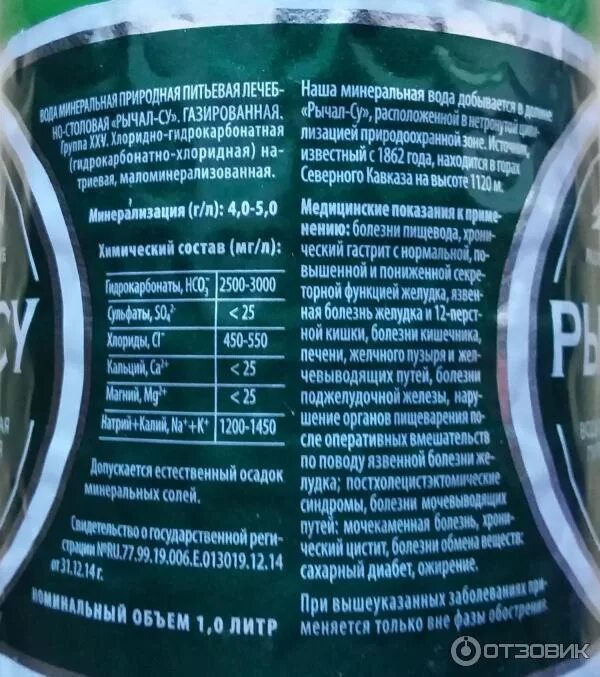 ВОДА МИНЕРАЛЬНАЯ ПРИРОДНАЯ ПИТЬЕВАЯ ЛЕЧЕБ-
НО-СТОЛОВАЯ «РЫЧАЛ-СУ». ГАЗИРОВАННАЯ.
Группа XXV. Хлоридно-гидрокарбонатная
(гидрокарбонатно-хлоридная) на-
триевая, маломинерализованная.
Минерализация (г/л): 4,0-5,0
Химический состав (мг/л):
Гидрокарбонаты, HCO₃⁻ 2500-3000
Сульфаты, SO₄²⁻ < 25
Хлориды, Cl⁻ 450-550
Кальций, Ca²⁺ < 25
Магний, Mg²⁺ < 25
Натрий+Калий, Na⁺+K⁺ 1200-1450
Допускается естественный осадок
минеральных солей.
Свидетельство о государственной реги-
страции №RU.77.99.19.006.E.013019.12.14
от 31.12.14 г.
НОМИНАЛЬНЫЙ ОБЪЕМ 1,0 ЛИТР
Наша минеральная вода добывается в долине
«Рычал-Су», расположенной в нетронутой циви-
лизацией природоохранной зоне. Источник,
известный с 1862 года, находится в горах
Северного Кавказа на высоте 1120 м.
Медицинские показания к приме-
нению: болезни пищевода, хрони-
ческий гастрит с нормальной, по-
вышенной и пониженной секре-
торной функцией желудка, язвен-
ная болезнь желудка и 12-перст-
ной кишки, болезни кишечника,
печени, желчного пузыря и жел-
чевыводящих путей, болезни
поджелудочной железы, нару-
шение органов пищеварения по-
сле оперативных вмешательств
по поводу язвенной болезни же-
лудка; постхолецистэктомические
синдромы, болезни мочевыводящих
путей: мочекаменная болезнь, хрони-
ческий цистит, болезни обмена веществ:
сахарный диабет, ожирение.
При вышеуказанных заболеваниях при-
меняется только вне фазы обострения.
СУ
РЫ
ОТЗОВИК